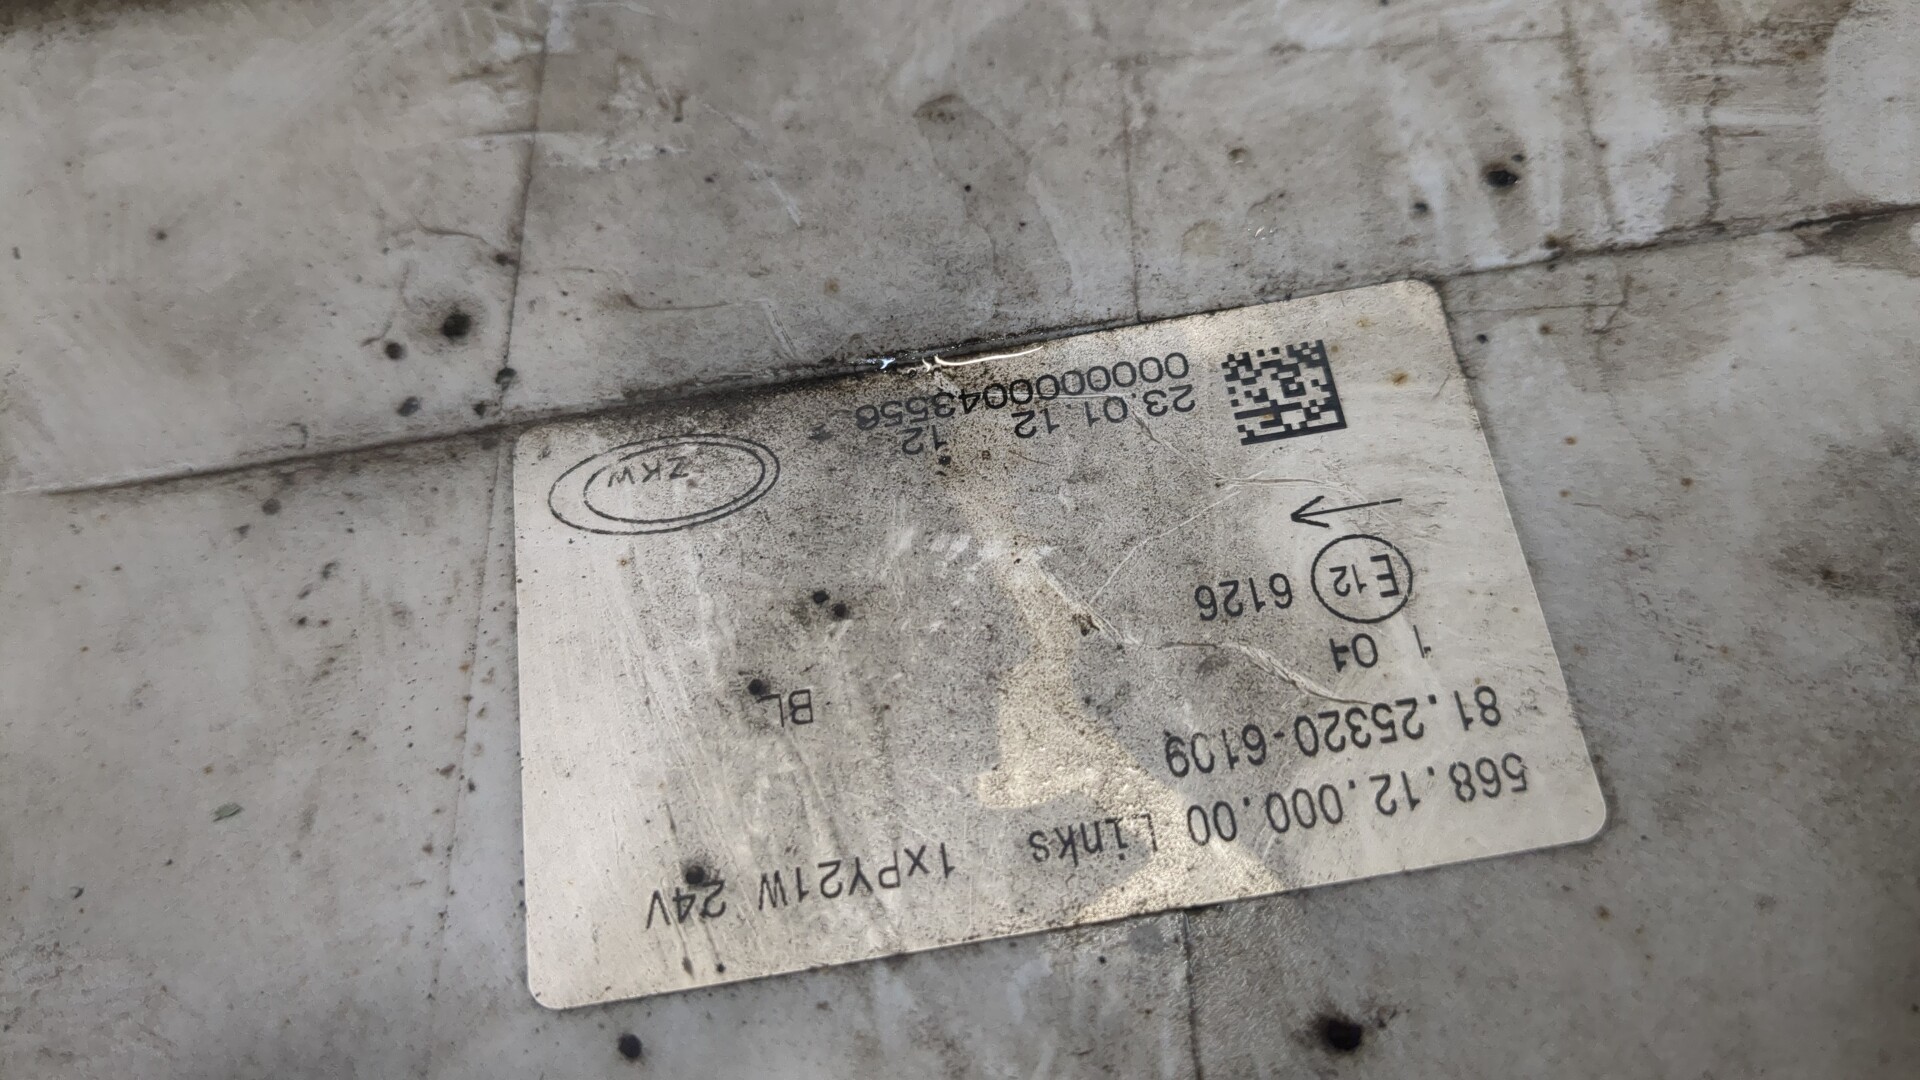 568.12.000.00 Links 1xPY21W 24V
81.25320-6109
BL
1 04
E12 6126
23.01.12 12
000000043556
ZKW